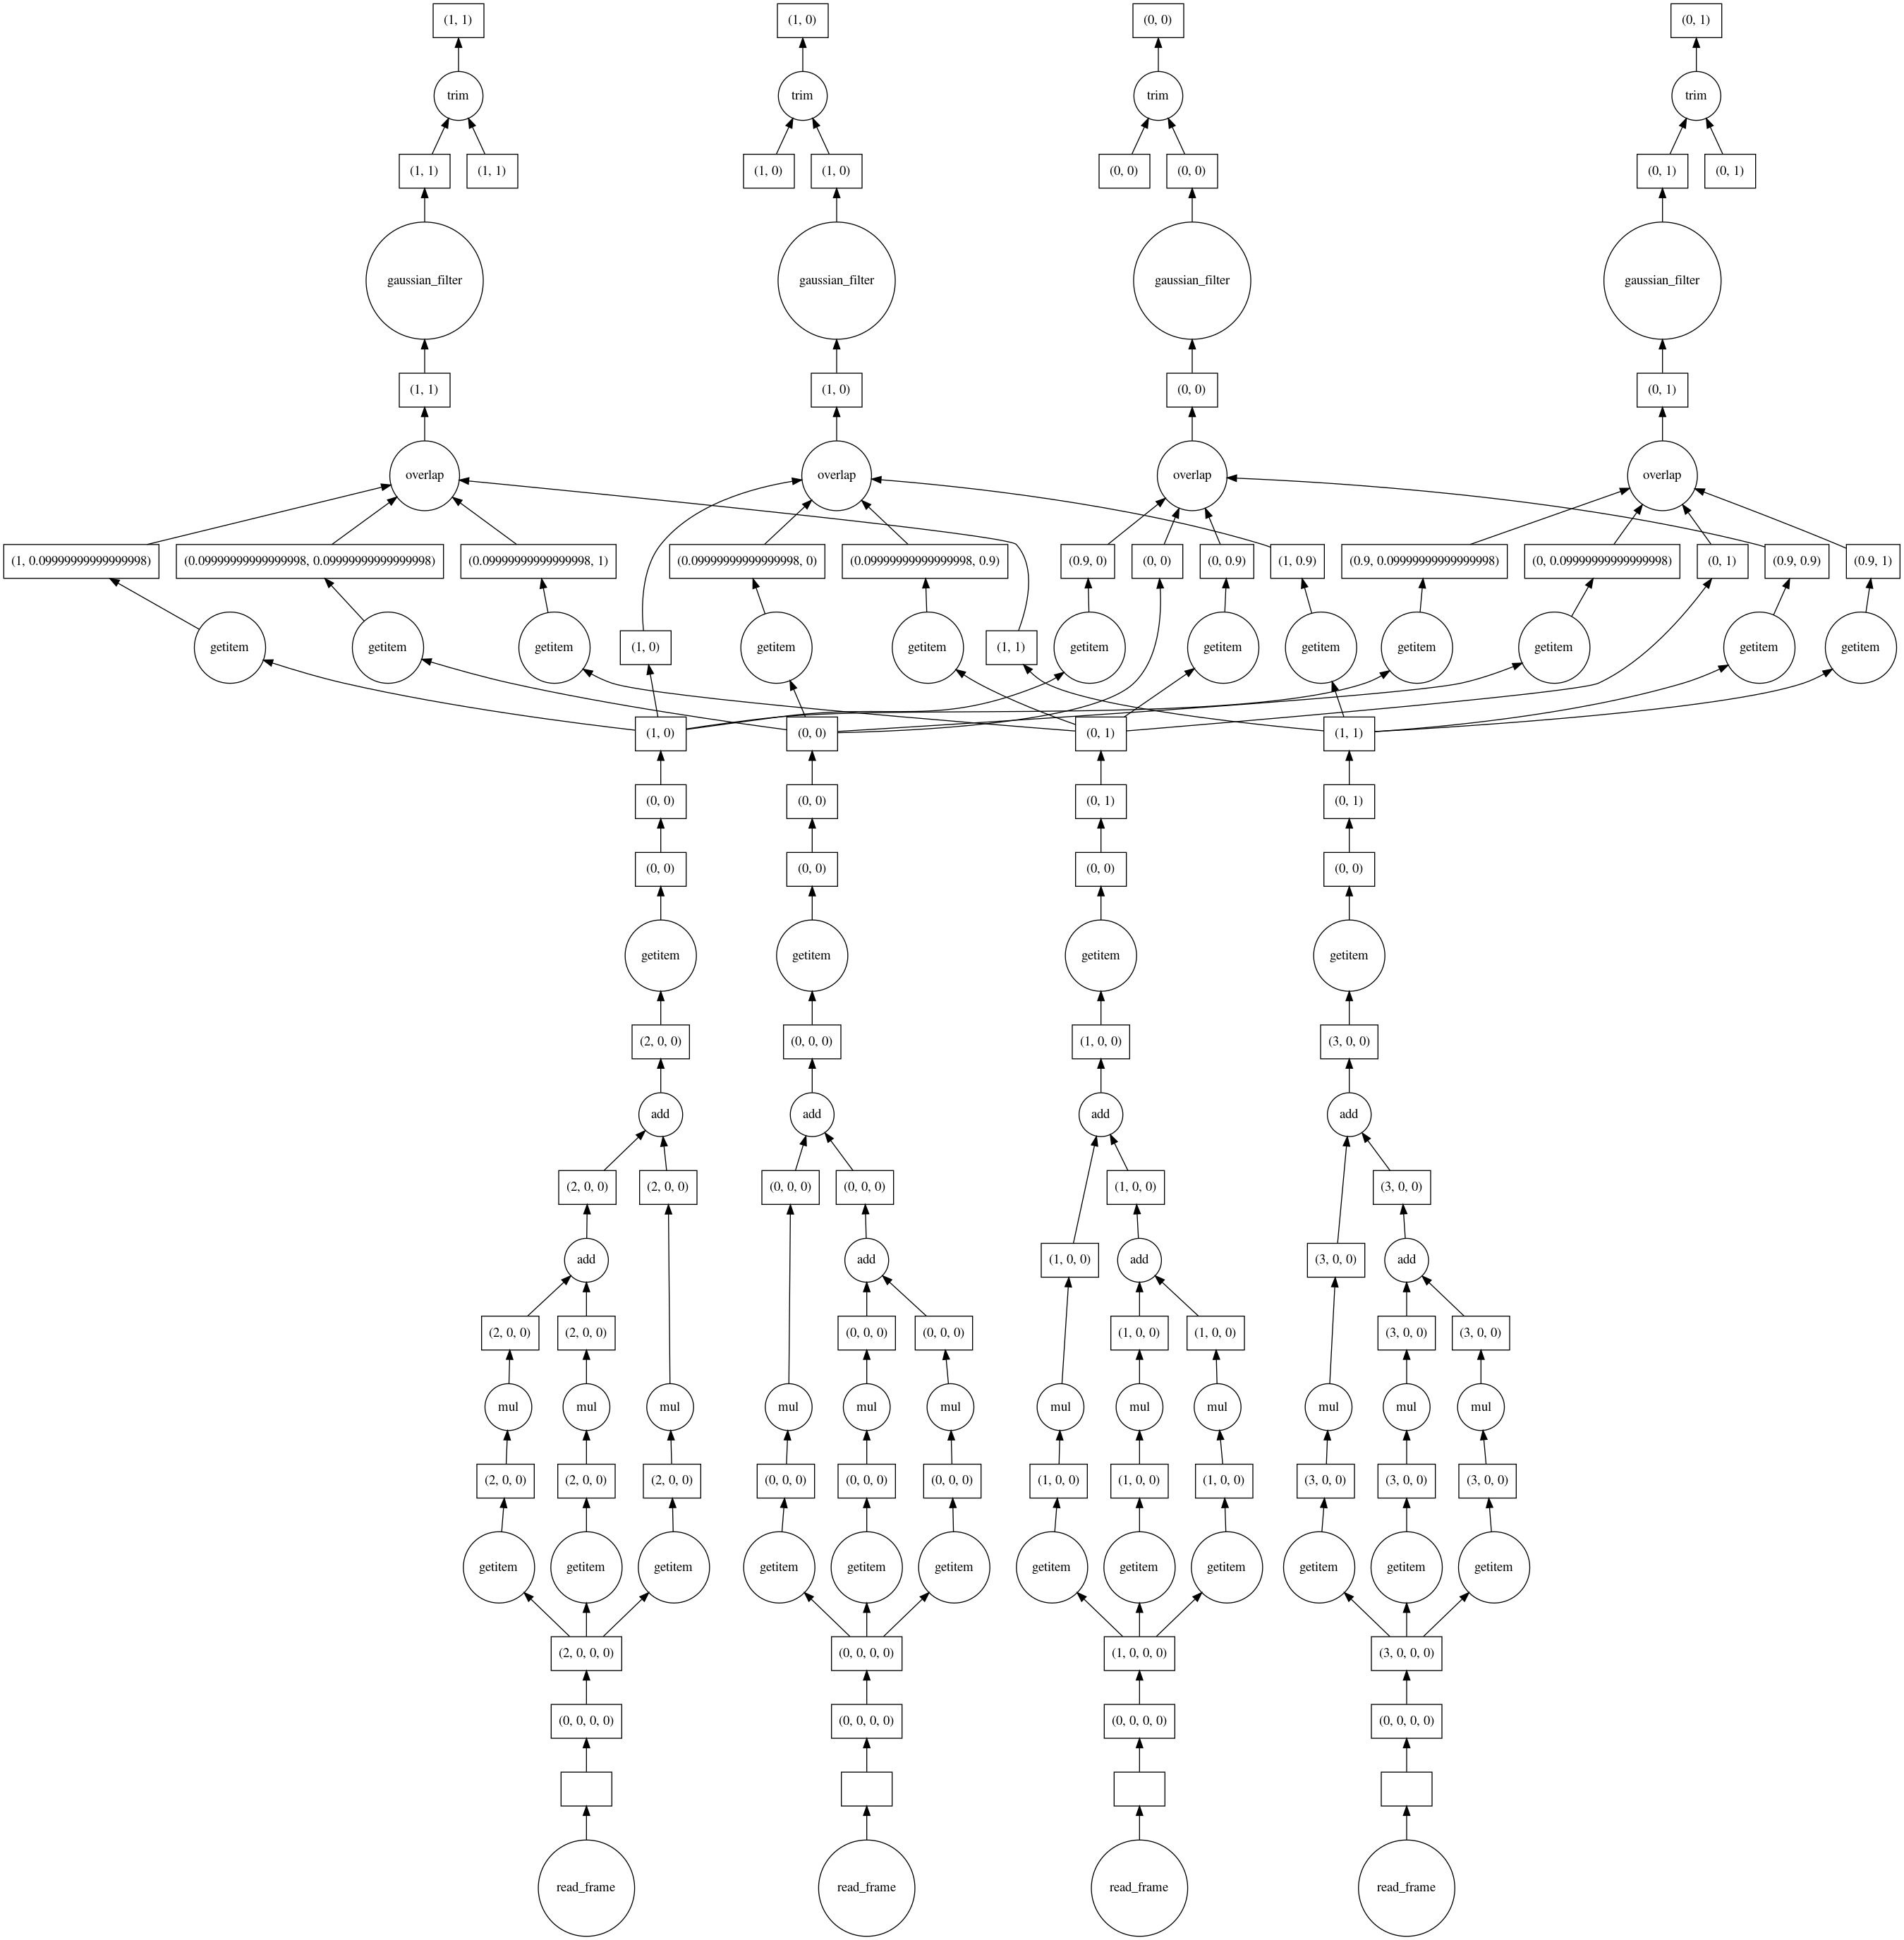 (1, 1) (1, 0) (0, 0) (0, 1)
trim trim trim trim
(1, 1) (1, 1) (1, 0) (1, 0) (0, 0) (0, 0) (0, 1) (0, 1)
gaussian_filter gaussian_filter gaussian_filter gaussian_filter
(1, 1) (1, 0) (0, 0) (0, 1)
overlap overlap overlap overlap
(1, 0.09999999999999998) (0.09999999999999998, 0.09999999999999998) (0.09999999999999998, 1) (0.09999999999999998, 0) (0.09999999999999998, 0.9) (0.9, 0) (0, 0) (0, 0.9) (1, 0.9) (0.9, 0.09999999999999998) (0, 0.09999999999999998) (0, 1) (0.9, 0.9) (0.9, 1)
getitem getitem getitem (1, 0) getitem getitem (1, 1) getitem getitem getitem getitem getitem getitem getitem
(1, 0) (0, 0) (0, 1) (1, 1)
(0, 0) (0, 0) (0, 1) (0, 1)
(0, 0) (0, 0) (0, 0) (0, 0)
getitem getitem getitem getitem
(2, 0, 0) (0, 0, 0) (1, 0, 0) (3, 0, 0)
add add add add
(2, 0, 0) (2, 0, 0) (0, 0, 0) (0, 0, 0) (1, 0, 0) (3, 0, 0)
add add (1, 0, 0) add (3, 0, 0) add
(2, 0, 0) (2, 0, 0) (0, 0, 0) (0, 0, 0) (1, 0, 0) (1, 0, 0) (3, 0, 0) (3, 0, 0)
mul mul mul mul mul mul mul mul mul mul mul mul
(2, 0, 0) (2, 0, 0) (2, 0, 0) (0, 0, 0) (0, 0, 0) (0, 0, 0) (1, 0, 0) (1, 0, 0) (1, 0, 0) (3, 0, 0) (3, 0, 0) (3, 0, 0)
getitem getitem getitem getitem getitem getitem getitem getitem getitem getitem getitem getitem
(2, 0, 0, 0) (0, 0, 0, 0) (1, 0, 0, 0) (3, 0, 0, 0)
(0, 0, 0, 0) (0, 0, 0, 0) (0, 0, 0, 0) (0, 0, 0, 0)
read_frame read_frame read_frame read_frame